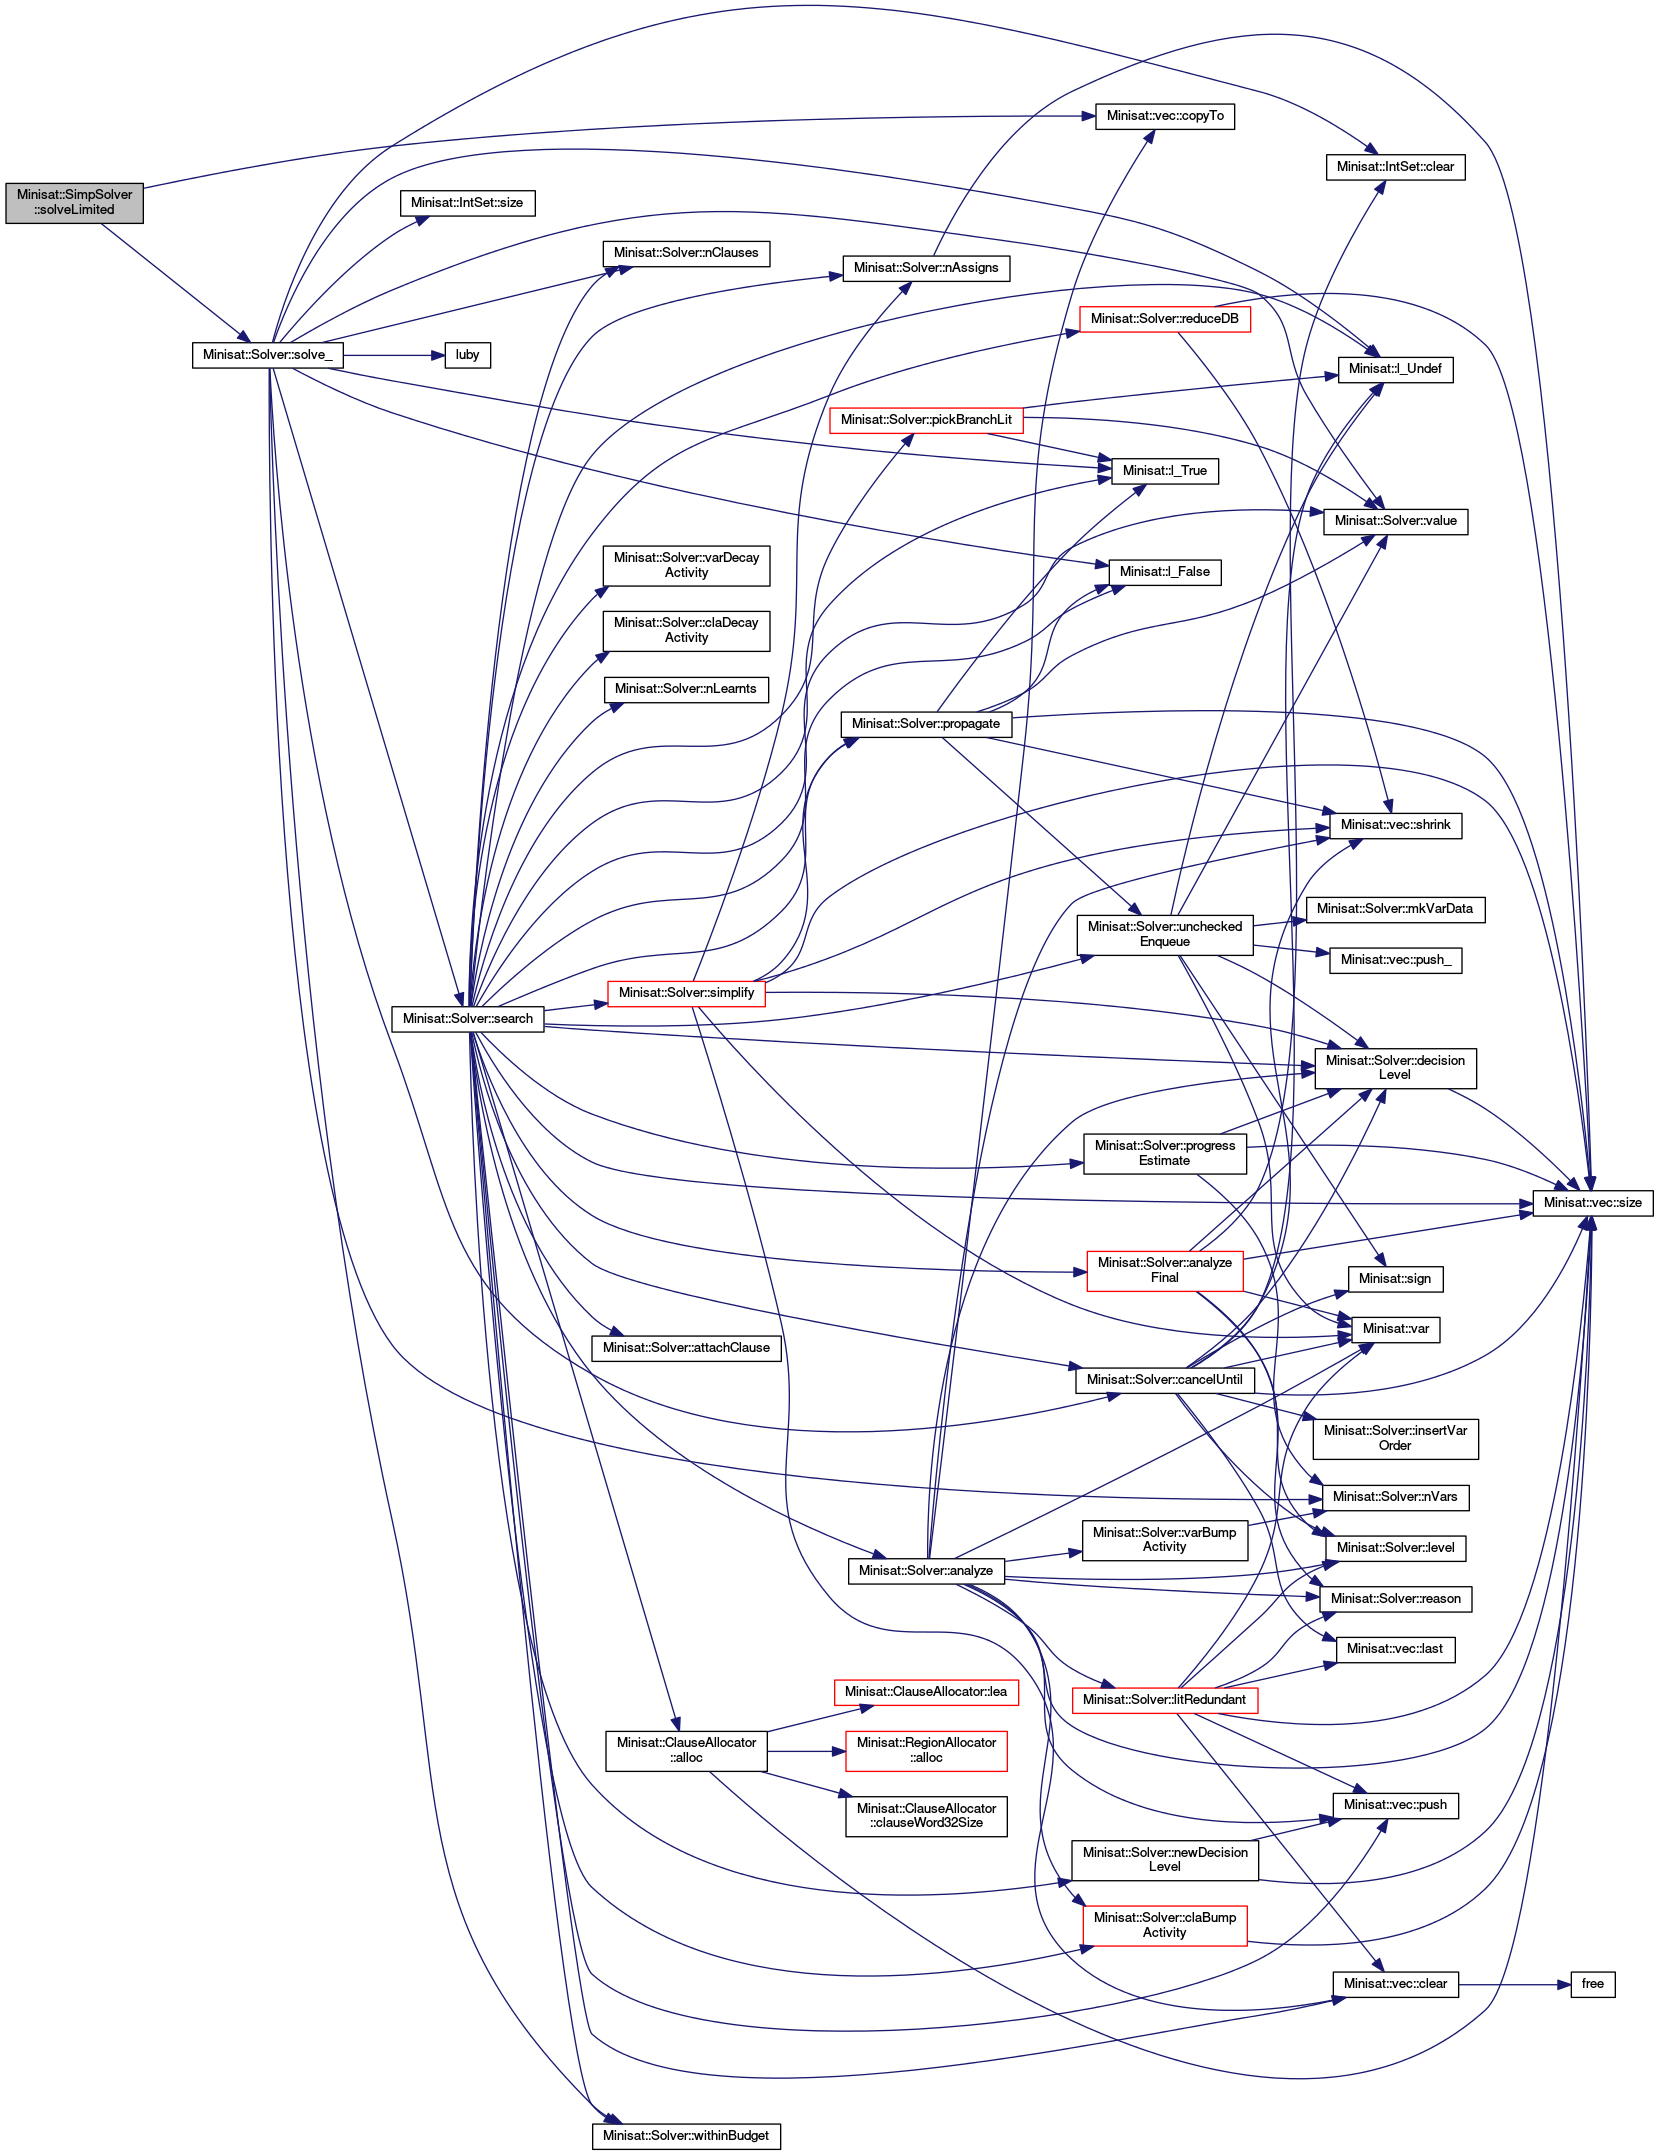 Minisat::SimpSolver
::solveLimited
Minisat::Solver::solve_
Minisat::IntSet::size
luby
Minisat::Solver::search
Minisat::Solver::nClauses
Minisat::Solver::varDecay
Activity
Minisat::Solver::claDecay
Activity
Minisat::Solver::nLearnts
Minisat::Solver::simplify
Minisat::Solver::attachClause
Minisat::ClauseAllocator
::alloc
Minisat::Solver::withinBudget
Minisat::Solver::nAssigns
Minisat::Solver::pickBranchLit
Minisat::Solver::propagate
Minisat::Solver::analyze
Minisat::ClauseAllocator::lea
Minisat::RegionAllocator
::alloc
Minisat::ClauseAllocator
::clauseWord32Size
Minisat::vec::copyTo
Minisat::Solver::reduceDB
Minisat::l_True
Minisat::l_False
Minisat::Solver::unchecked
Enqueue
Minisat::Solver::progress
Estimate
Minisat::Solver::analyze
Final
Minisat::Solver::cancelUntil
Minisat::Solver::varBump
Activity
Minisat::Solver::litRedundant
Minisat::Solver::newDecision
Level
Minisat::Solver::claBump
Activity
Minisat::IntSet::clear
Minisat::l_Undef
Minisat::Solver::value
Minisat::vec::shrink
Minisat::Solver::mkVarData
Minisat::vec::push_
Minisat::Solver::decision
Level
Minisat::sign
Minisat::var
Minisat::Solver::insertVar
Order
Minisat::Solver::nVars
Minisat::Solver::level
Minisat::Solver::reason
Minisat::vec::last
Minisat::vec::push
Minisat::vec::clear
Minisat::vec::size
free